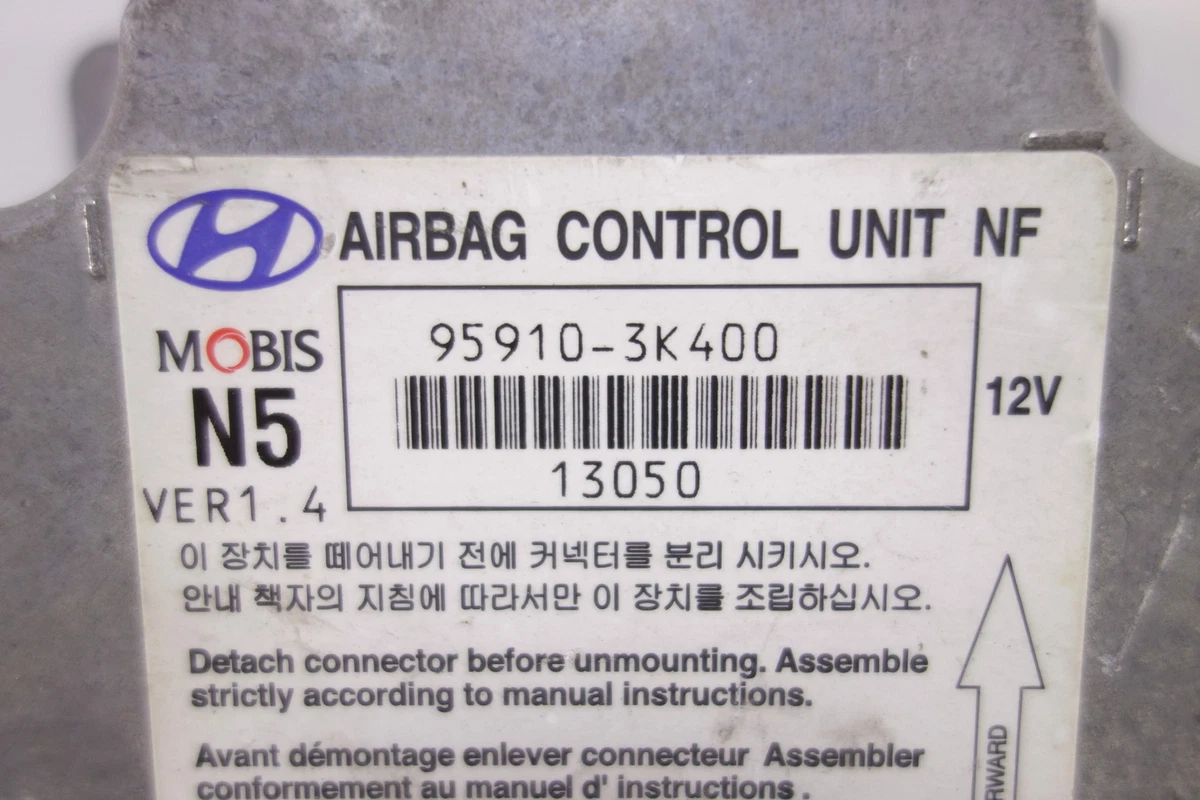 AIRBAG CONTROL UNIT NF
MOBIS
95910-3K400
N5
12V
13050
VER1.4
이 장치를 떼어내기 전에 커넥터를 분리 시키시오.
안내 책자의 지침에 따라서만 이 장치를 조립하십시오.
Detach connector before unmounting. Assemble
strictly according to manual instructions.
Avant démontage enlever connecteur Assembler
conformement au manuel d' instructions .